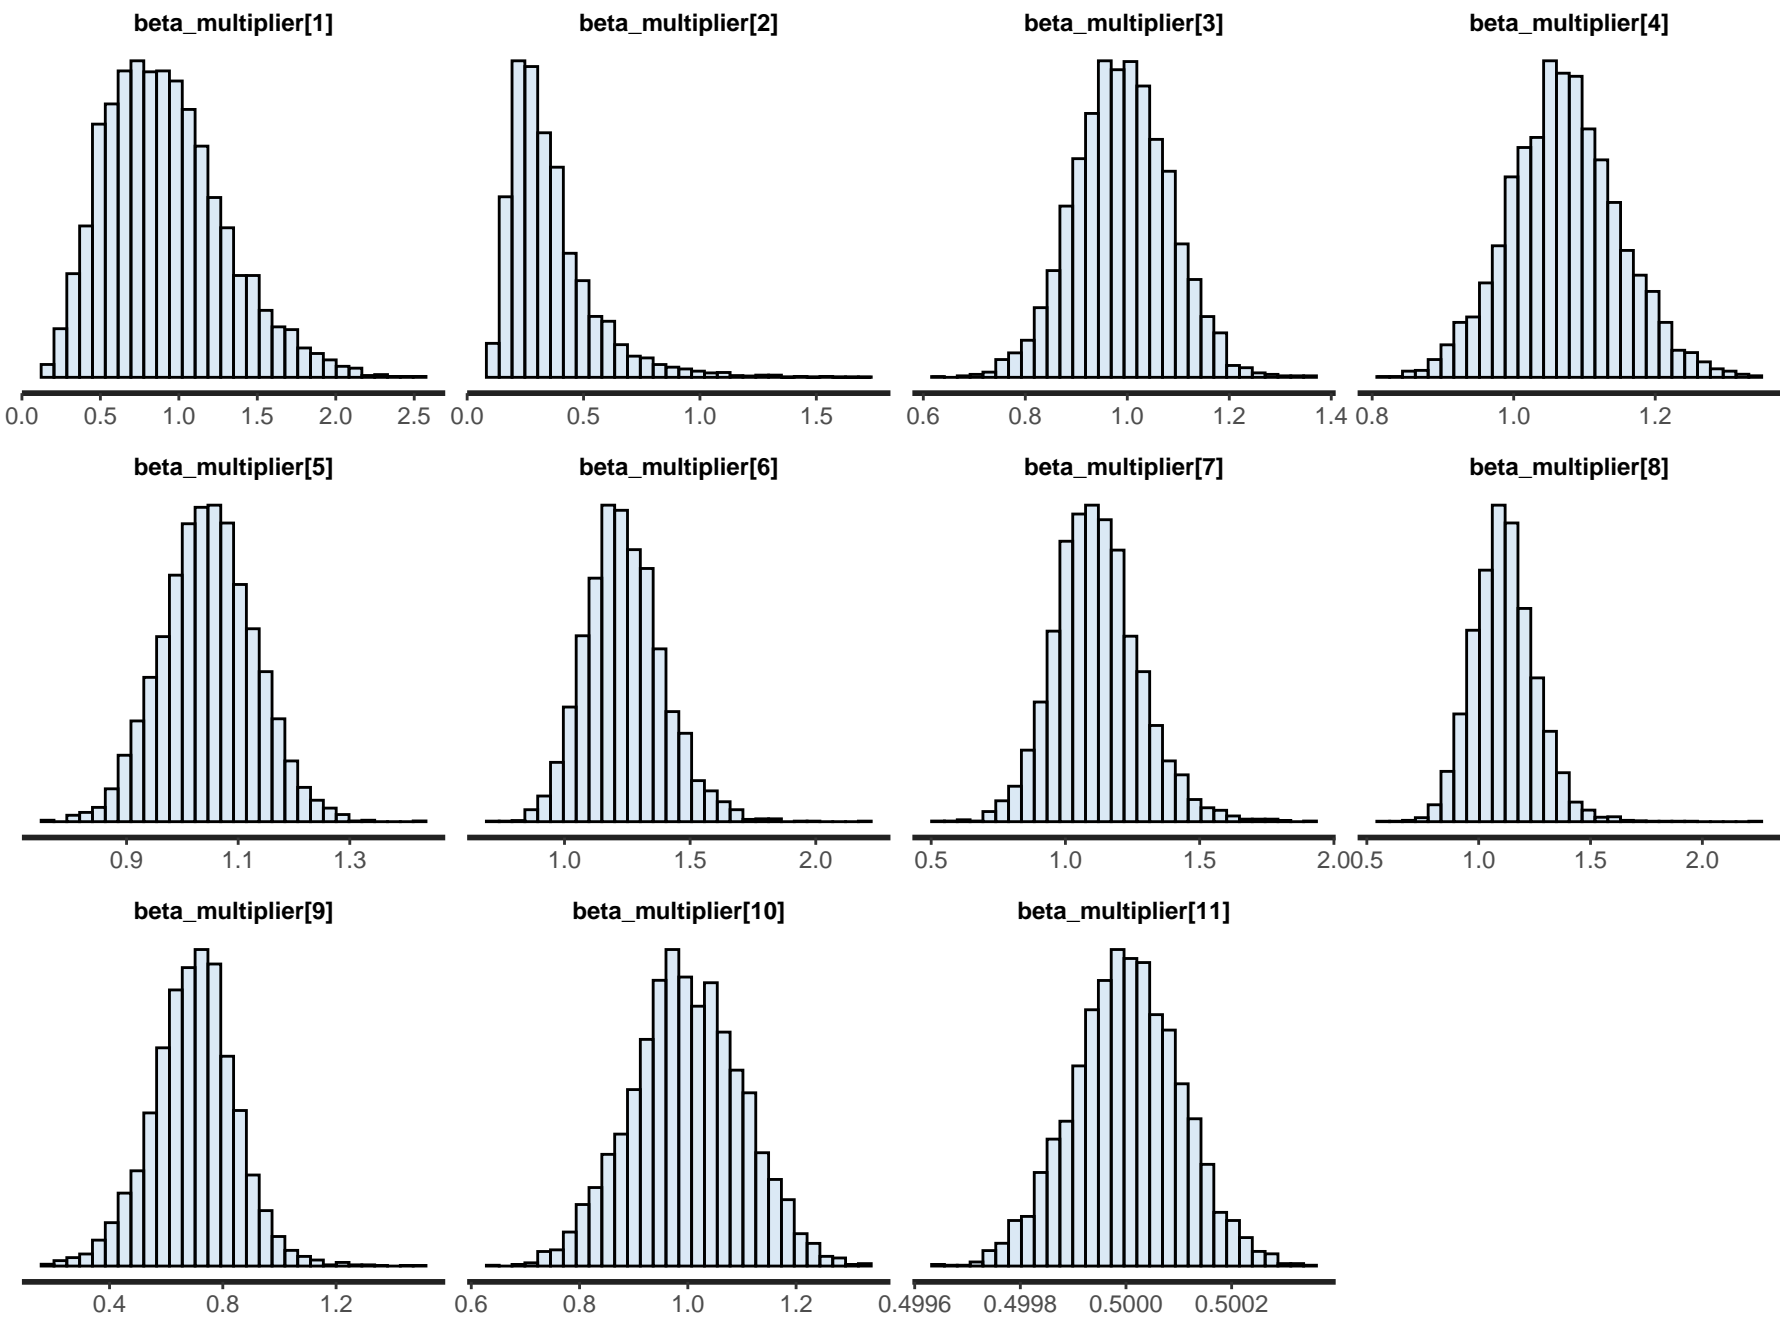 beta_multiplier[1] beta_multiplier[2] beta_multiplier[3] beta_multiplier[4]
0.0 0.5 1.0 1.5 2.0 2.5 0.0 0.5 1.0 1.5 0.6 0.8 1.0 1.2 1.4 0.8 1.0 1.2
beta_multiplier[5] beta_multiplier[6] beta_multiplier[7] beta_multiplier[8]
0.9 1.1 1.3 1.0 1.5 2.0 0.5 1.0 1.5 2.0 0.5 1.0 1.5 2.0
beta_multiplier[9] beta_multiplier[10] beta_multiplier[11]
0.4 0.8 1.2 0.6 0.8 1.0 1.2 0.4996 0.4998 0.5000 0.5002